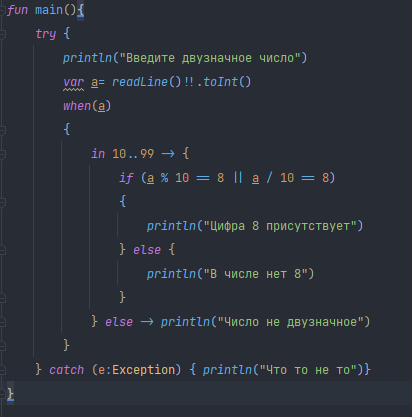 fun main(){
try {
println("Введите двузначное число")
var a= readLine()!!.toInt()
when(a)
{
in 10..99 -> {
if (a % 10 == 8 || a / 10 == 8)
{
println("Цифра 8 присутствует")
} else {
println("В числе нет 8")
}
} else -> println("Число не двузначное")
}
} catch (e:Exception) { println("Что то не то")}
}